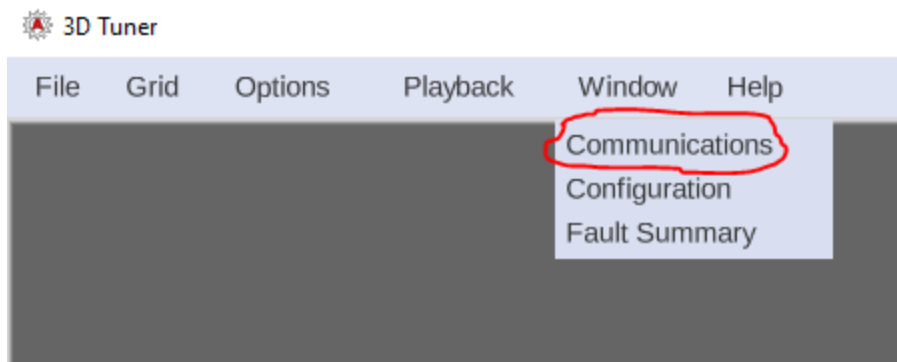 3D Tuner
File Grid Options Playback Window Help
Communications
Configuration
Fault Summary